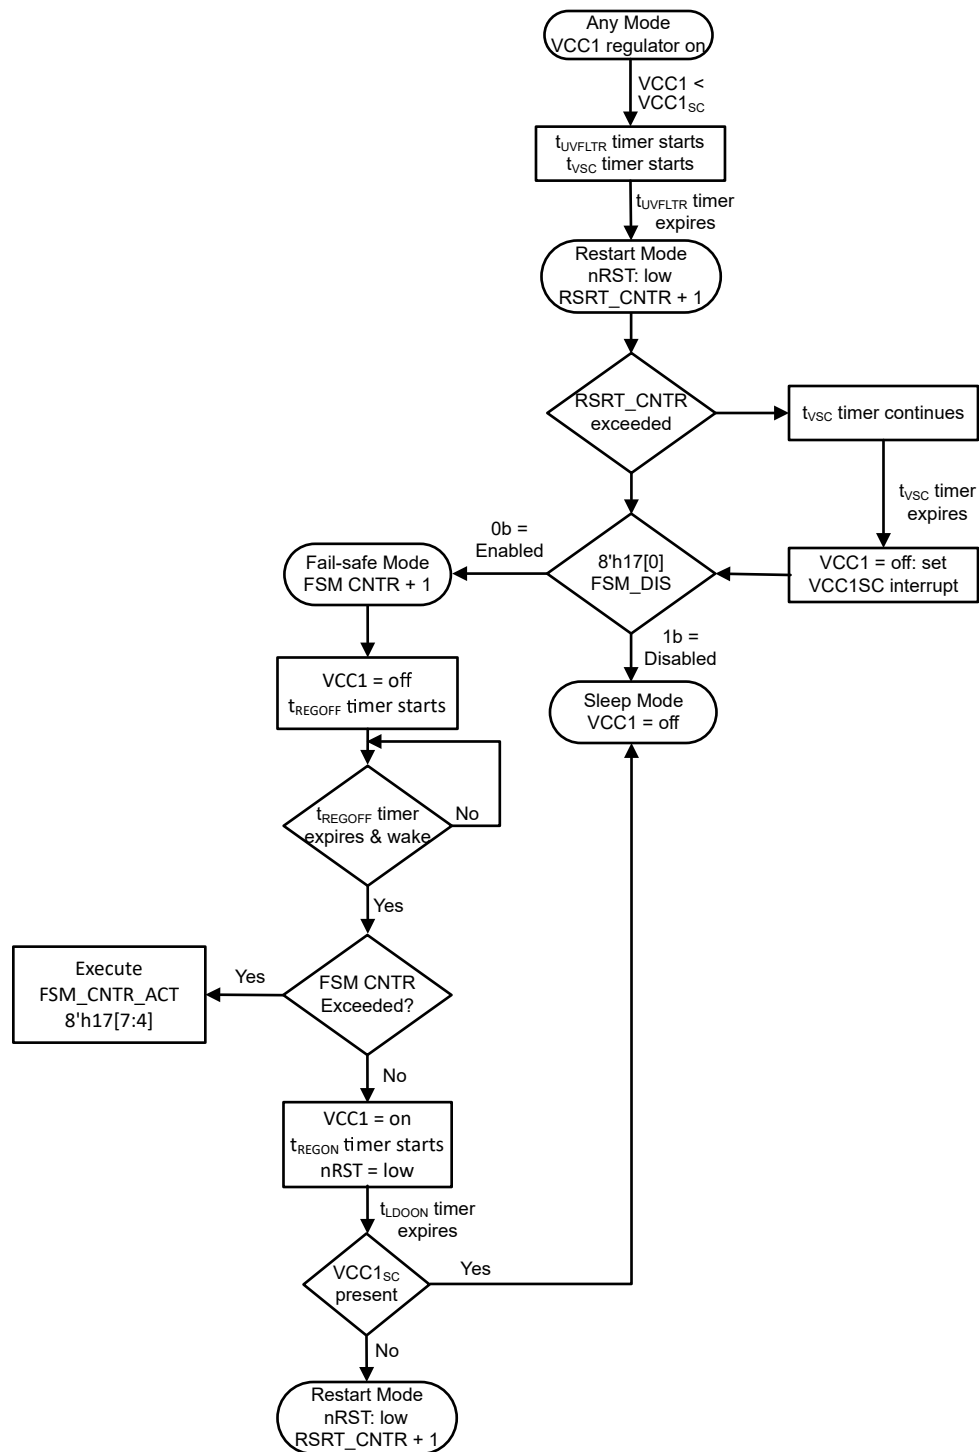 Any Mode
VCC1 regulator on
VCC1 <
VCC1SC
tUVFLTR timer starts
tVSC timer starts
tUVFLTR timer
expires
Restart Mode
nRST: low
RSRT_CNTR + 1
RSRT_CNTR
exceeded
tVSC timer continues
tVSC timer
expires
VCC1 = off: set
VCC1SC interrupt
8'h17[0]
FSM_DIS
0b =
Enabled
1b =
Disabled
Fail-safe Mode
FSM CNTR + 1
Sleep Mode
VCC1 = off
VCC1 = off
tREGOFF timer starts
tREGOFF timer
expires & wake
No
Yes
FSM CNTR
Exceeded?
Yes
Execute
FSM_CNTR_ACT
8'h17[7:4]
No
VCC1 = on
tREGON timer starts
nRST = low
tLDOON timer
expires
VCC1SC
present
Yes
No
Restart Mode
nRST: low
RSRT_CNTR + 1